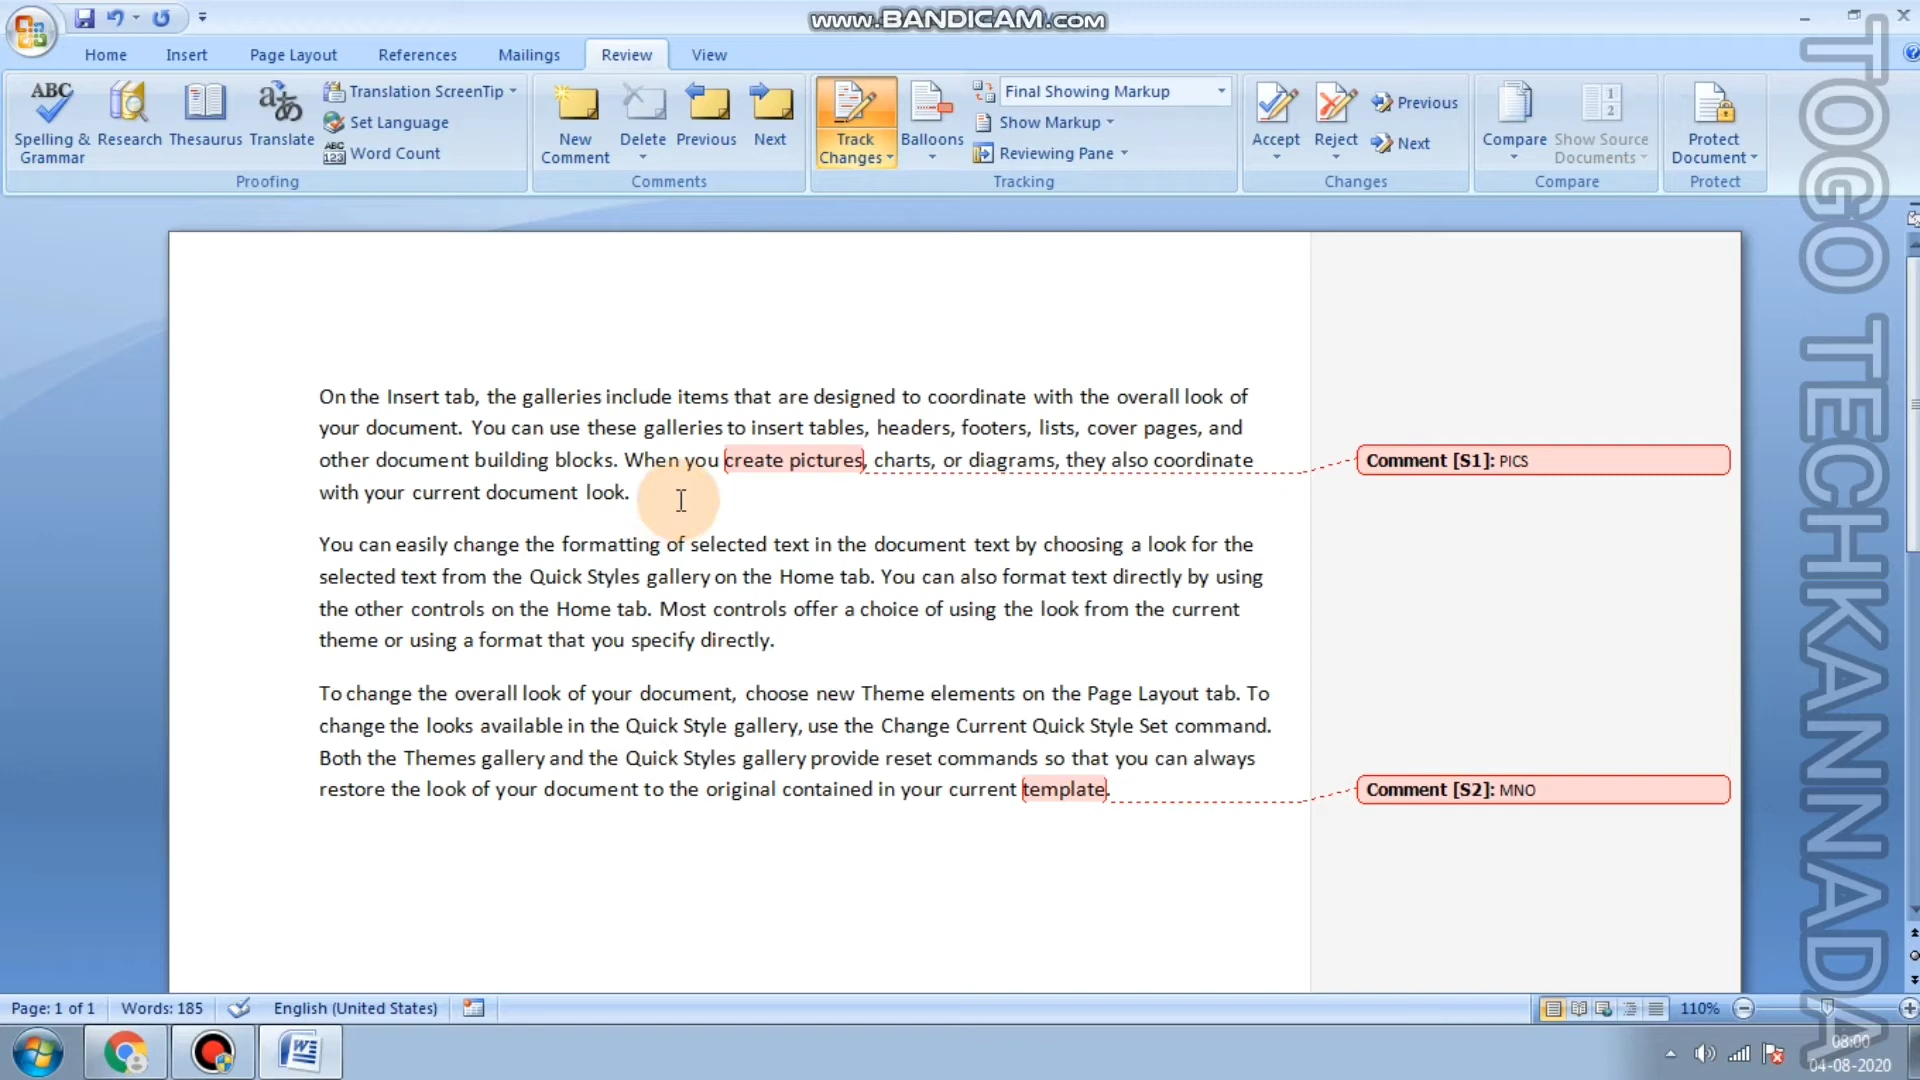 www.BANDICAM.com
Home Insert Page Layout References Mailings Review View
ABC
Spelling & Grammar
Research
Thesaurus
Translate
Translation ScreenTip
Set Language
ABC 123 Word Count
Proofing
New Comment
Delete
Previous
Next
Comments
Track Changes
Balloons
Final Showing Markup
Show Markup
Reviewing Pane
Tracking
Accept
Reject
Previous
Next
Changes
Compare
Show Source Documents
Compare
Protect Document
Protect
On the Insert tab, the galleries include items that are designed to coordinate with the overall look of
your document. You can use these galleries to insert tables, headers, footers, lists, cover pages, and
other document building blocks. When you create pictures, charts, or diagrams, they also coordinate
with your current document look.
Comment [S1]: PICS
You can easily change the formatting of selected text in the document text by choosing a look for the
selected text from the Quick Styles gallery on the Home tab. You can also format text directly by using
the other controls on the Home tab. Most controls offer a choice of using the look from the current
theme or using a format that you specify directly.
To change the overall look of your document, choose new Theme elements on the Page Layout tab. To
change the looks available in the Quick Style gallery, use the Change Current Quick Style Set command.
Both the Themes gallery and the Quick Styles gallery provide reset commands so that you can always
restore the look of your document to the original contained in your current template.
Comment [S2]: MNO
TOGO TECHKANNADA
Page: 1 of 1 Words: 185 English (United States) 110%
08:00
04-08-2020